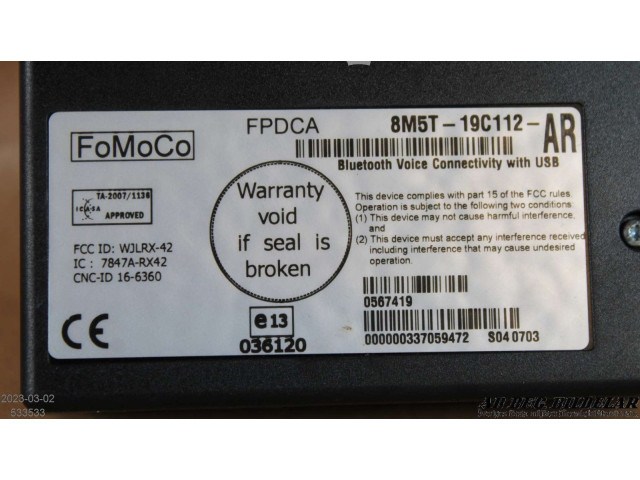 FoMoCo
FPDCA
8M5T-19C112-AR
Bluetooth Voice Connectivity with USB
TA-2007/1136
ICASA
APPROVED
Warranty
void
if seal is
broken
This device complies with part 15 of the FCC rules.
Operation is subject to the following two conditions
(1) This device may not cause harmful interference.
and
(2) This device must accept any interference received
including interference that may cause undesired
operation.
FCC ID: WJLRX-42
IC : 7847A-RX42
CNC-ID 16-6360
CE
e13
036120
0567419
000000337059472
S04 0703
2023-03-02
533533